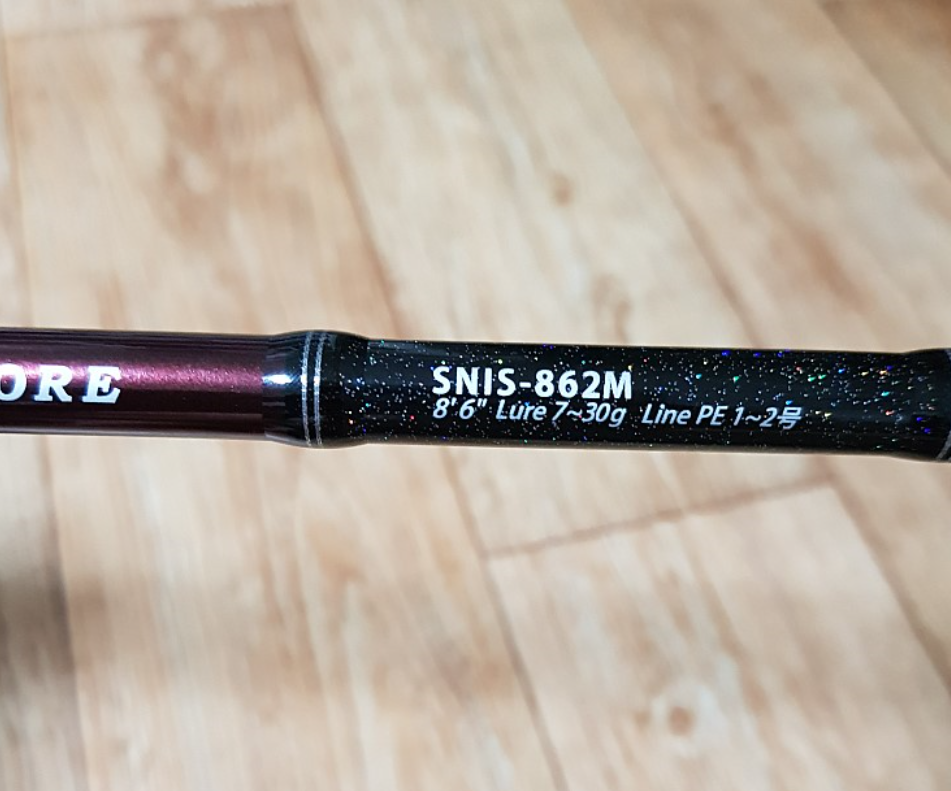 ORE
SNIS-862M
8'6" Lure 7~30g Line PE 1~2号